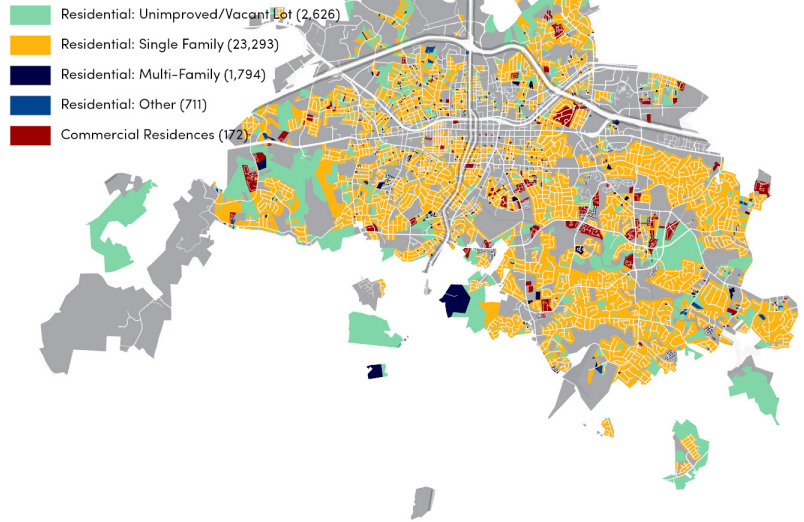 Residential: Unimproved/Vacant Lot (2,626)
Residential: Single Family (23,293)
Residential: Multi-Family (1,794)
Residential: Other (711)
Commercial Residences (172)